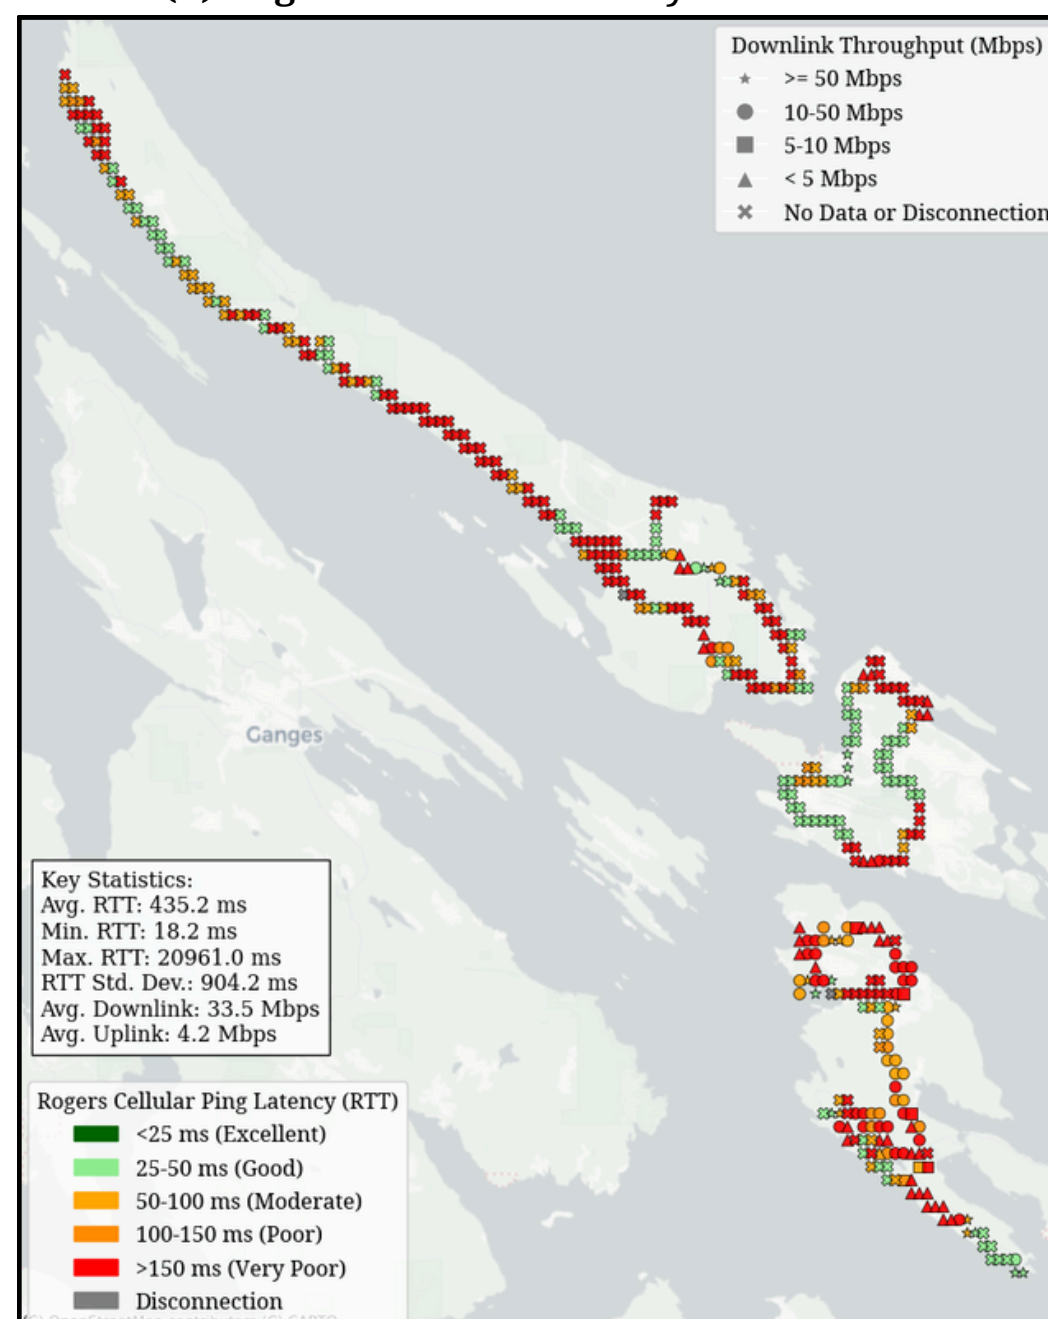 Downlink Throughput (Mbps)
>= 50 Mbps
10-50 Mbps
5-10 Mbps
< 5 Mbps
No Data or Disconnection
Ganges
Key Statistics:
Avg. RTT: 435.2 ms
Min. RTT: 18.2 ms
Max. RTT: 20961.0 ms
RTT Std. Dev.: 904.2 ms
Avg. Downlink: 33.5 Mbps
Avg. Uplink: 4.2 Mbps
Rogers Cellular Ping Latency (RTT)
<25 ms (Excellent)
25-50 ms (Good)
50-100 ms (Moderate)
100-150 ms (Poor)
>150 ms (Very Poor)
Disconnection